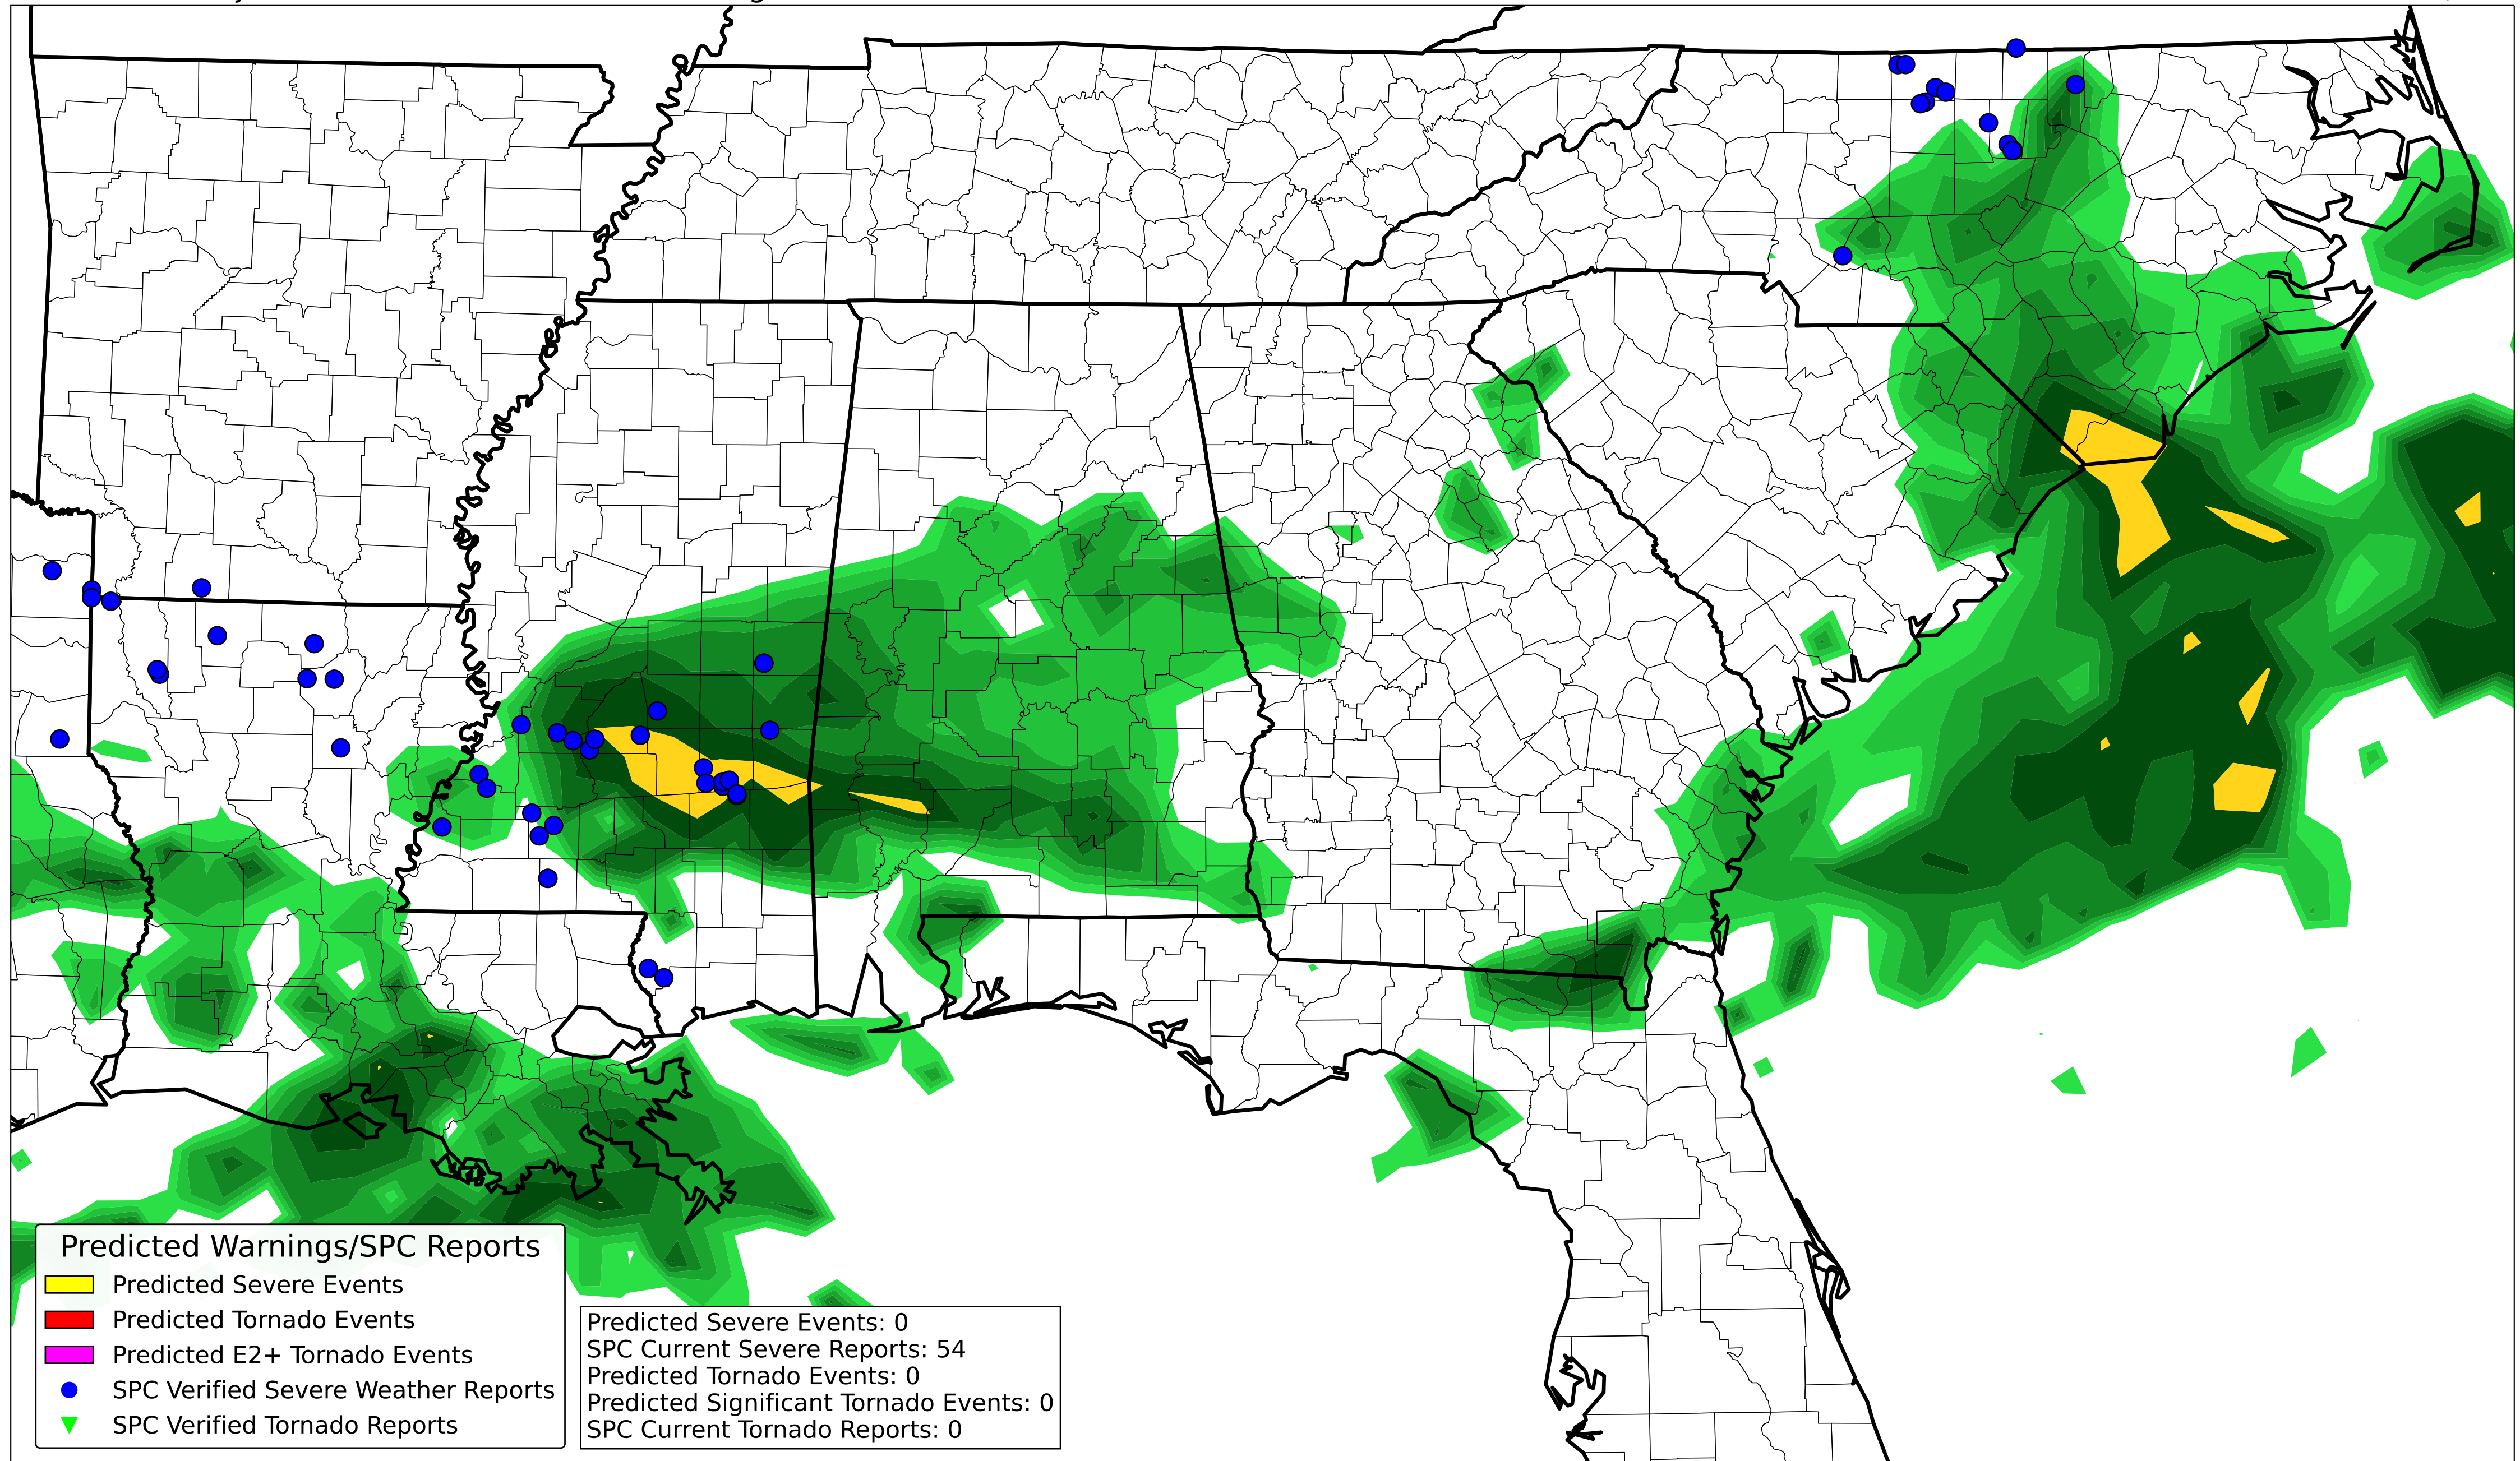 Predicted Warnings/SPC Reports
Predicted Severe Events
Predicted Tornado Events
Predicted E2+ Tornado Events
SPC Verified Severe Weather Reports
SPC Verified Tornado Reports
Predicted Severe Events: 0
SPC Current Severe Reports: 54
Predicted Tornado Events: 0
Predicted Significant Tornado Events: 0
SPC Current Tornado Reports: 0